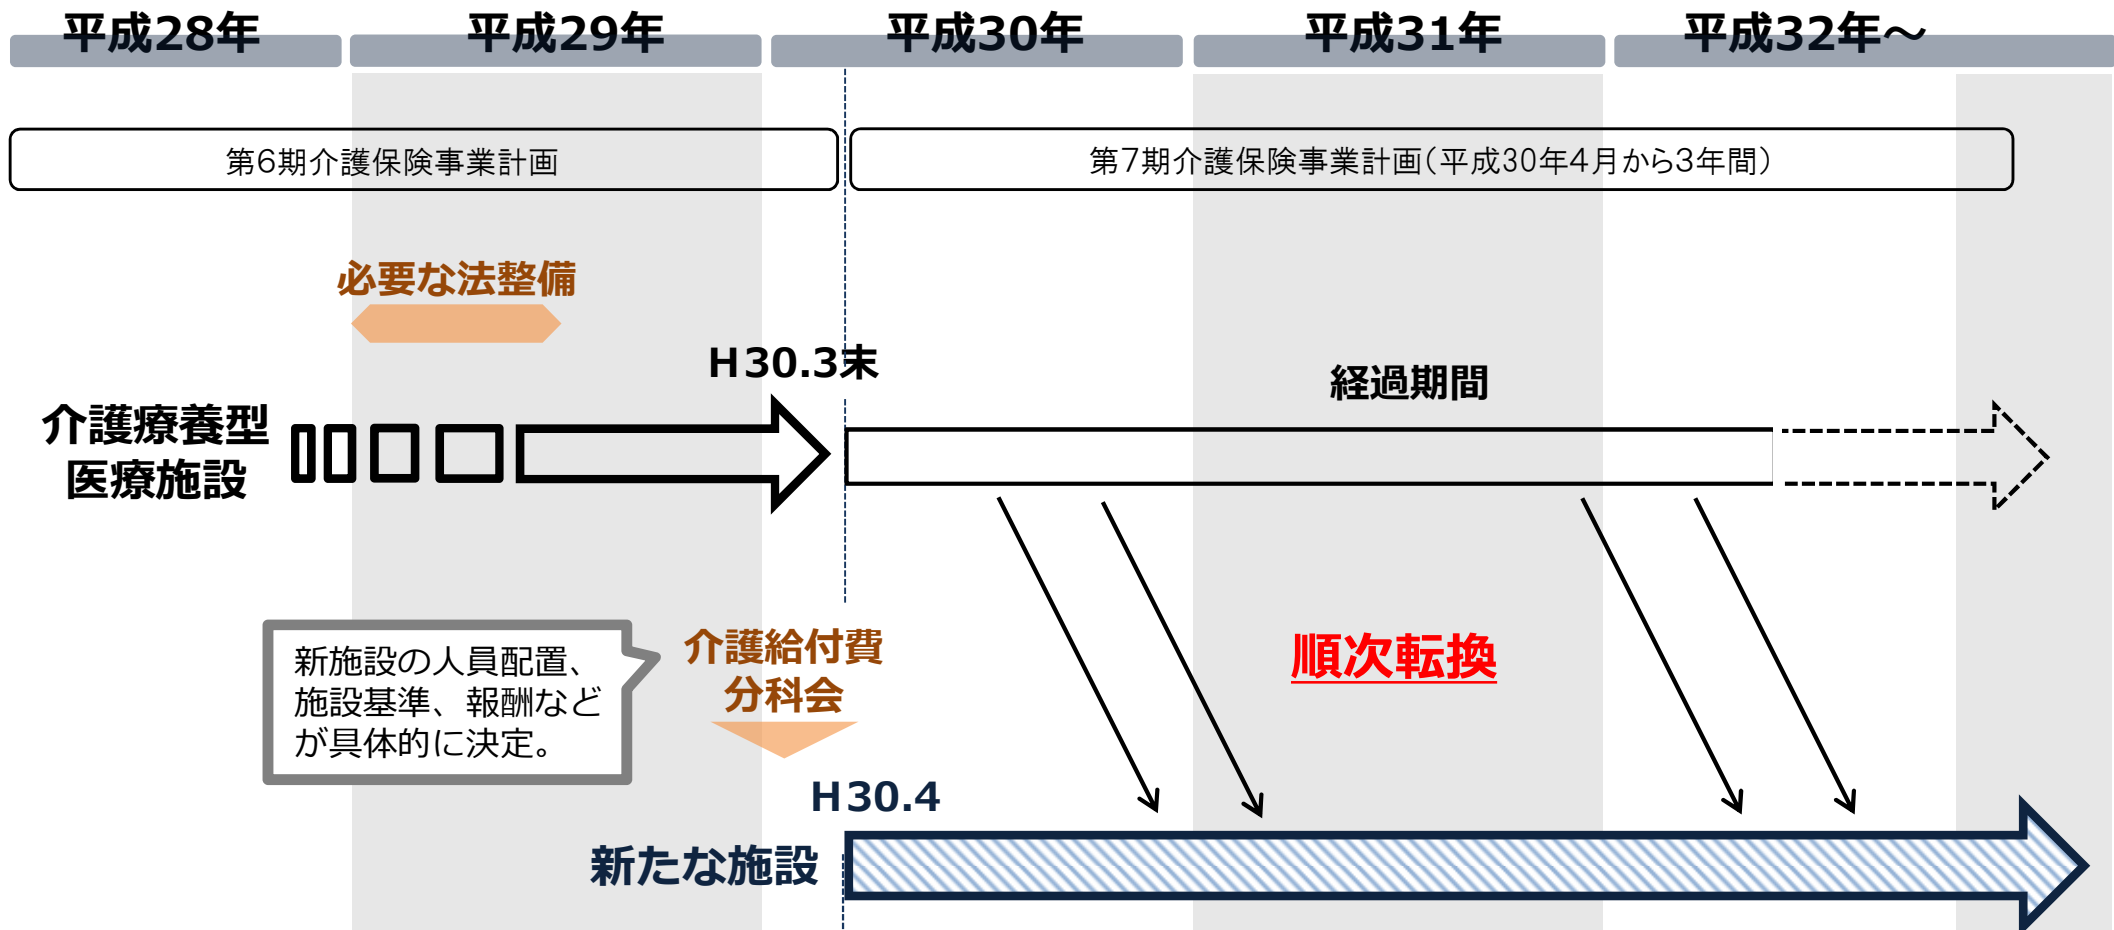 平成28年
平成29年
平成30年
平成31年
平成32年～
第6期介護保険事業計画
第7期介護保険事業計画(平成30年4月から3年間)
必要な法整備
H30.3末
経過期間
介護療養型
医療施設
新施設の人員配置、
施設基準、報酬など
が具体的に決定。
介護給付費
分科会
順次転換
H30.4
新たな施設